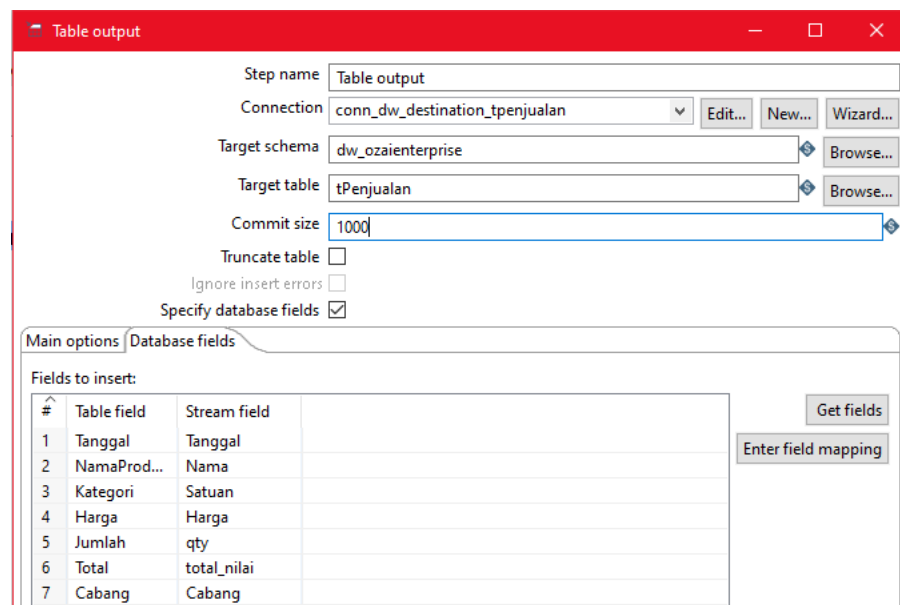 Table output
Step name Table output
Connection conn_dw_destination_tpenjualan Edit... New... Wizard...
Target schema dw_ozaienterprise Browse...
Target table tPenjualan Browse...
Commit size 1000
Truncate table
Ignore insert errors
Specify database fields
Main options Database fields
Fields to insert:
# Table field Stream field Get fields
1 Tanggal Tanggal
2 NamaProd... Nama Enter field mapping
3 Kategori Satuan
4 Harga Harga
5 Jumlah qty
6 Total total_nilai
7 Cabang Cabang